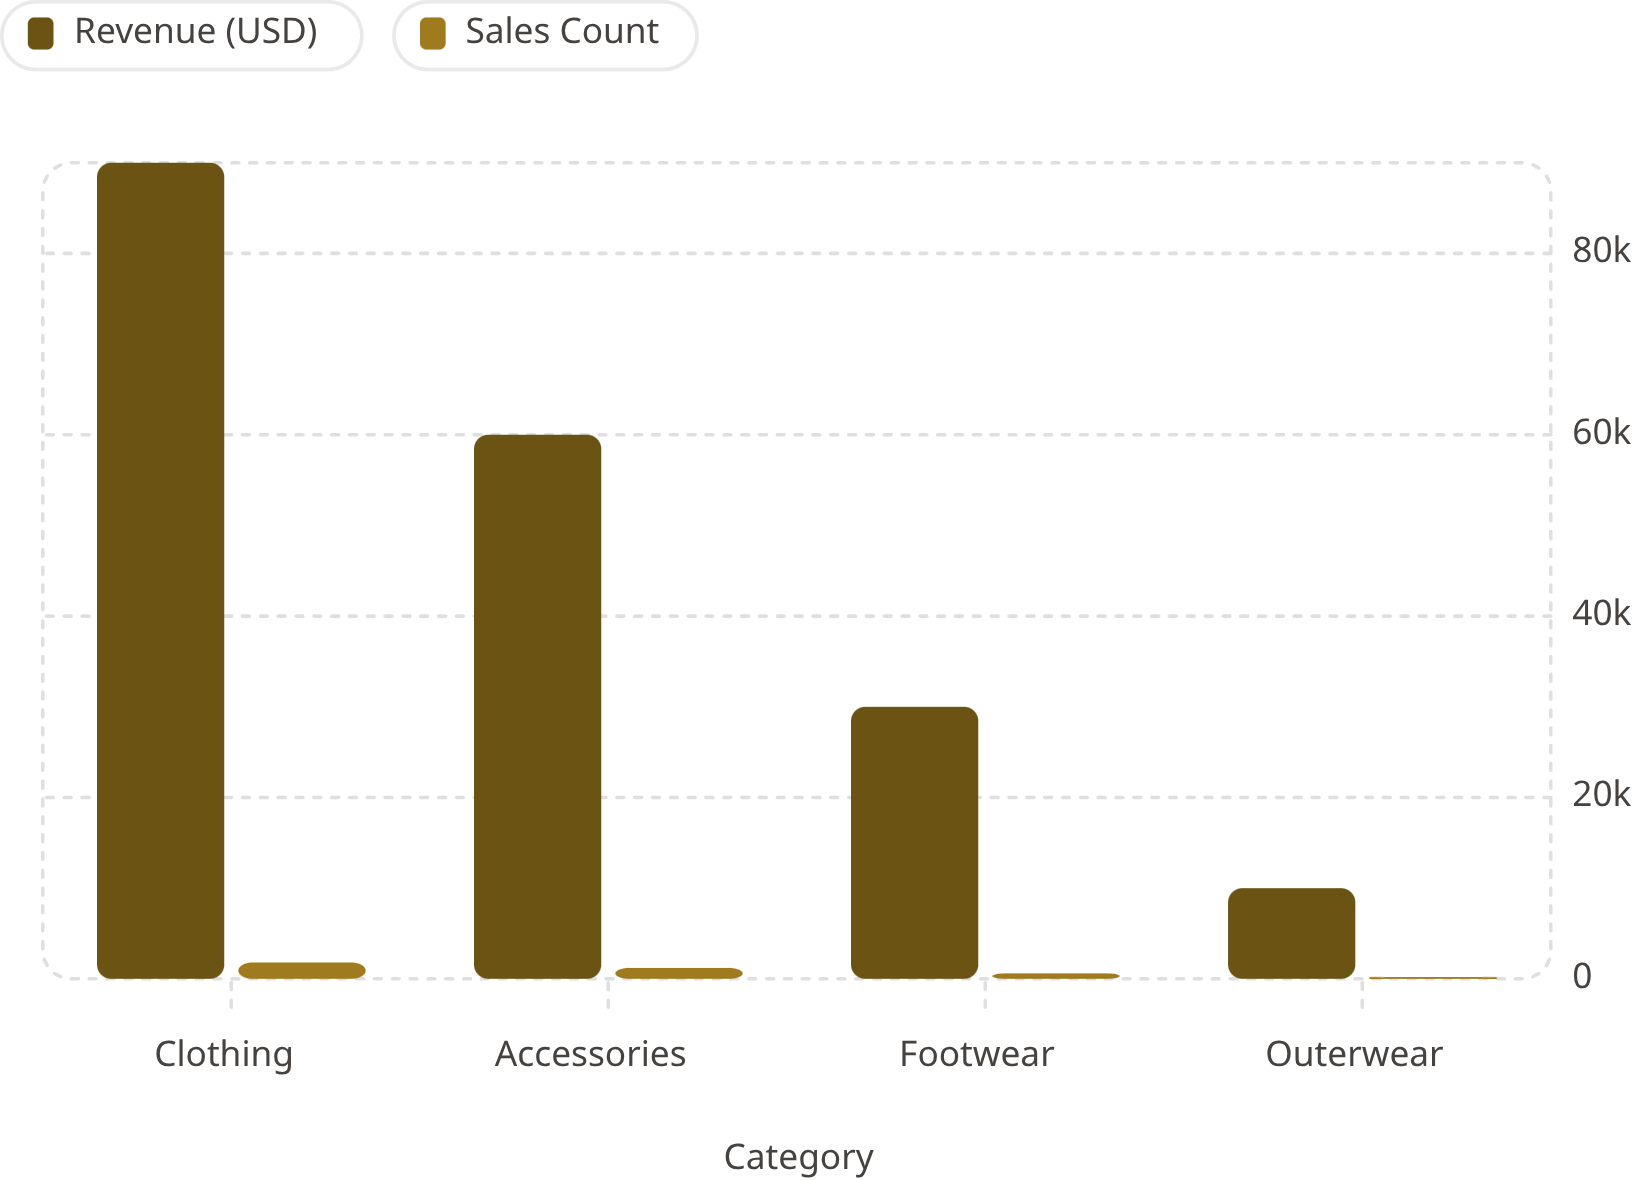 Revenue (USD)
Sales Count
80k
60k
40k
20k
0
Clothing
Accessories
Footwear
Outerwear
Category